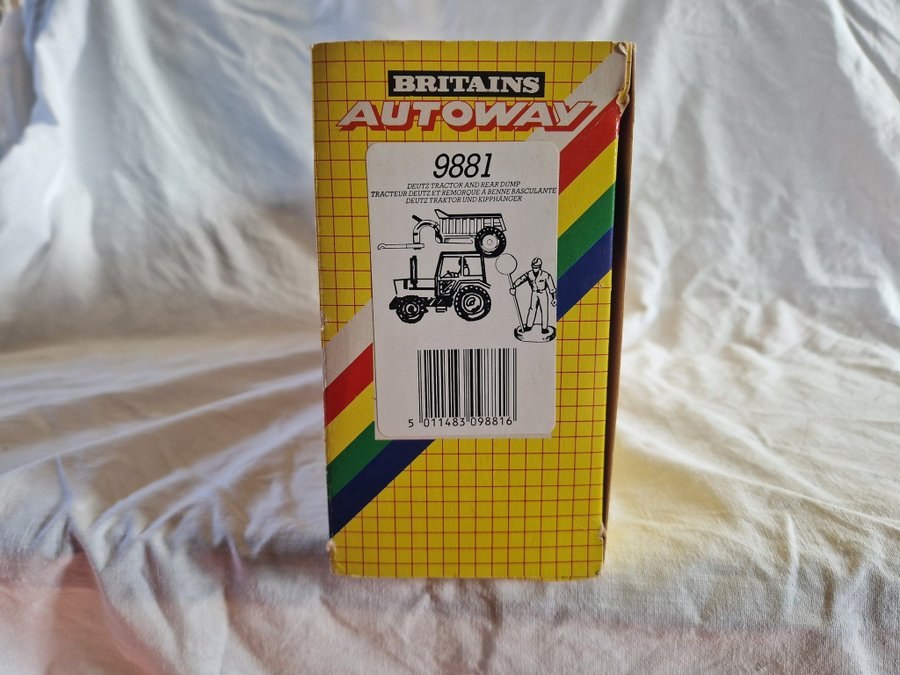 BRITAINS
AUTOWAY
9881
DEUTZ TRACTOR AND REAR DUMP
TRACTEUR DEUTZ ET REMORQUE À BENNE BASCULANTE
DEUTZ TRAKTOR UND KIPPHÄNGER
5 011483 098816